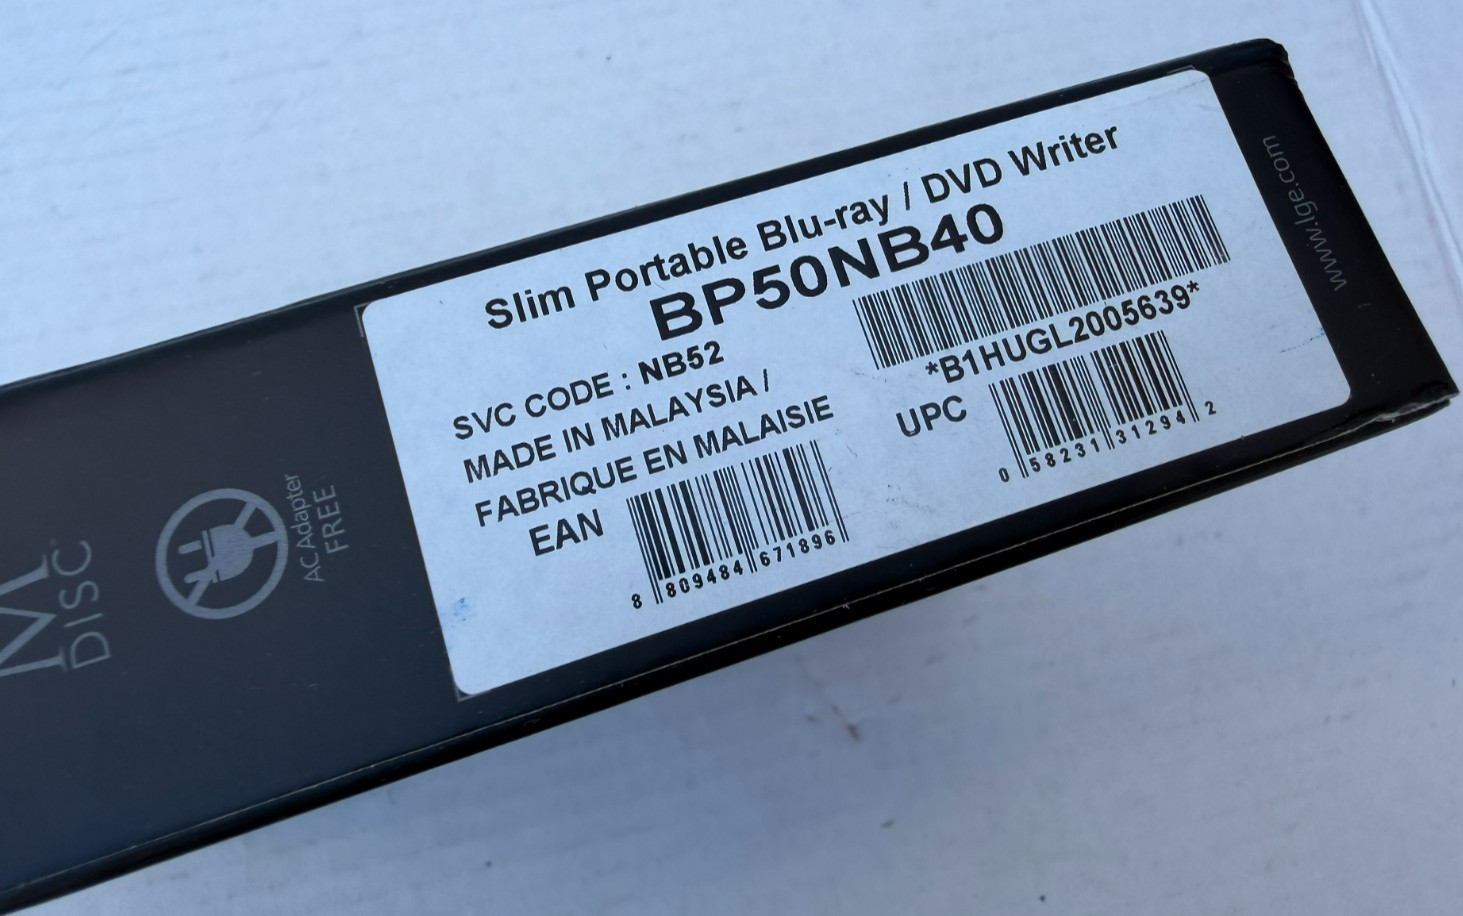 Slim Portable Blu-ray / DVD Writer
BP50NB40
SVC CODE : NB52
MADE IN MALAYSIA /
FABRIQUE EN MALAISIE
*B1HUGL2005639*
UPC
0 58231 31294 2
EAN
8 809484 671896
www.lge.com
M
DISC
AC Adapter
FREE